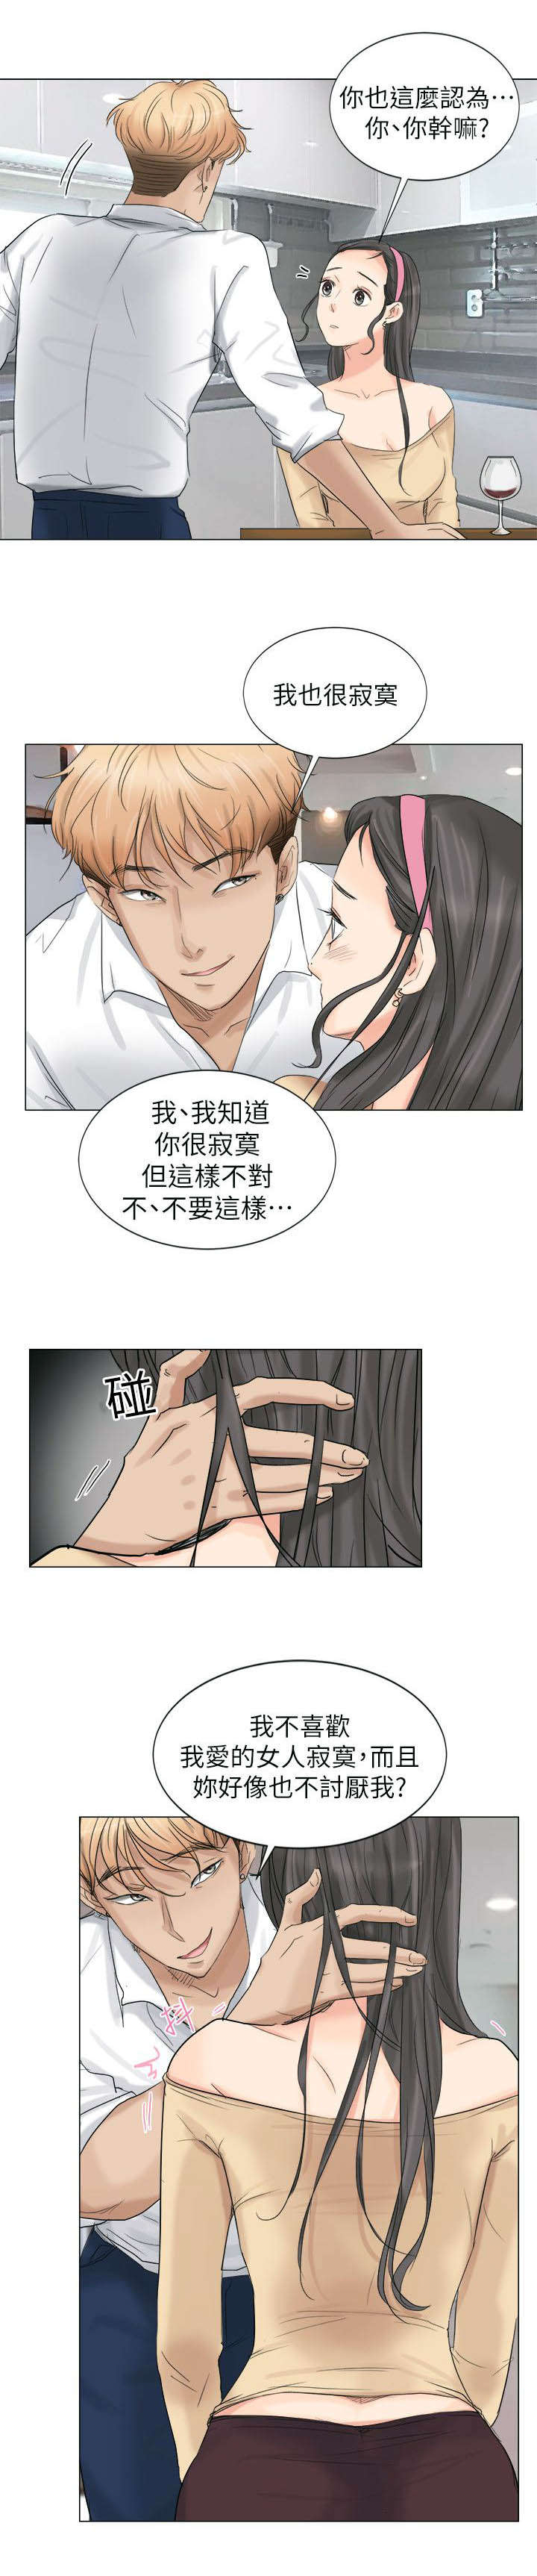 你也這麼認為⋯
你、你幹嘛?
我也很寂寞
我、我知道
你很寂寞
但這樣不對
不、不要這樣⋯
碰
我不喜歡
我愛的女人寂寞,而且
妳好像也不討厭我?
抖